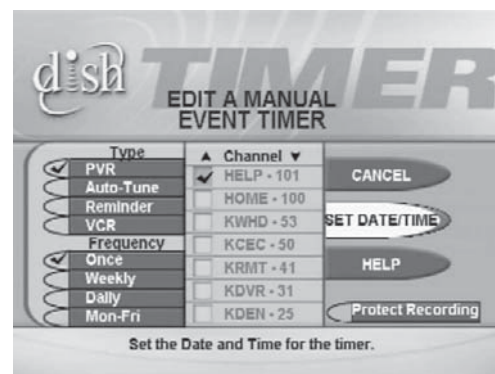 dish
TIMER
EDIT A MANUAL
EVENT TIMER
Type
PVR
Auto-Tune
Reminder
VCR
Frequency
Once
Weekly
Daily
Mon-Fri
▲ Channel ▼
HELP - 101
HOME - 100
KWHD - 53
KCEC - 50
KRMT - 41
KDVR - 31
KDEN - 25
CANCEL
SET DATE/TIME
HELP
Protect Recording
Set the Date and Time for the timer.